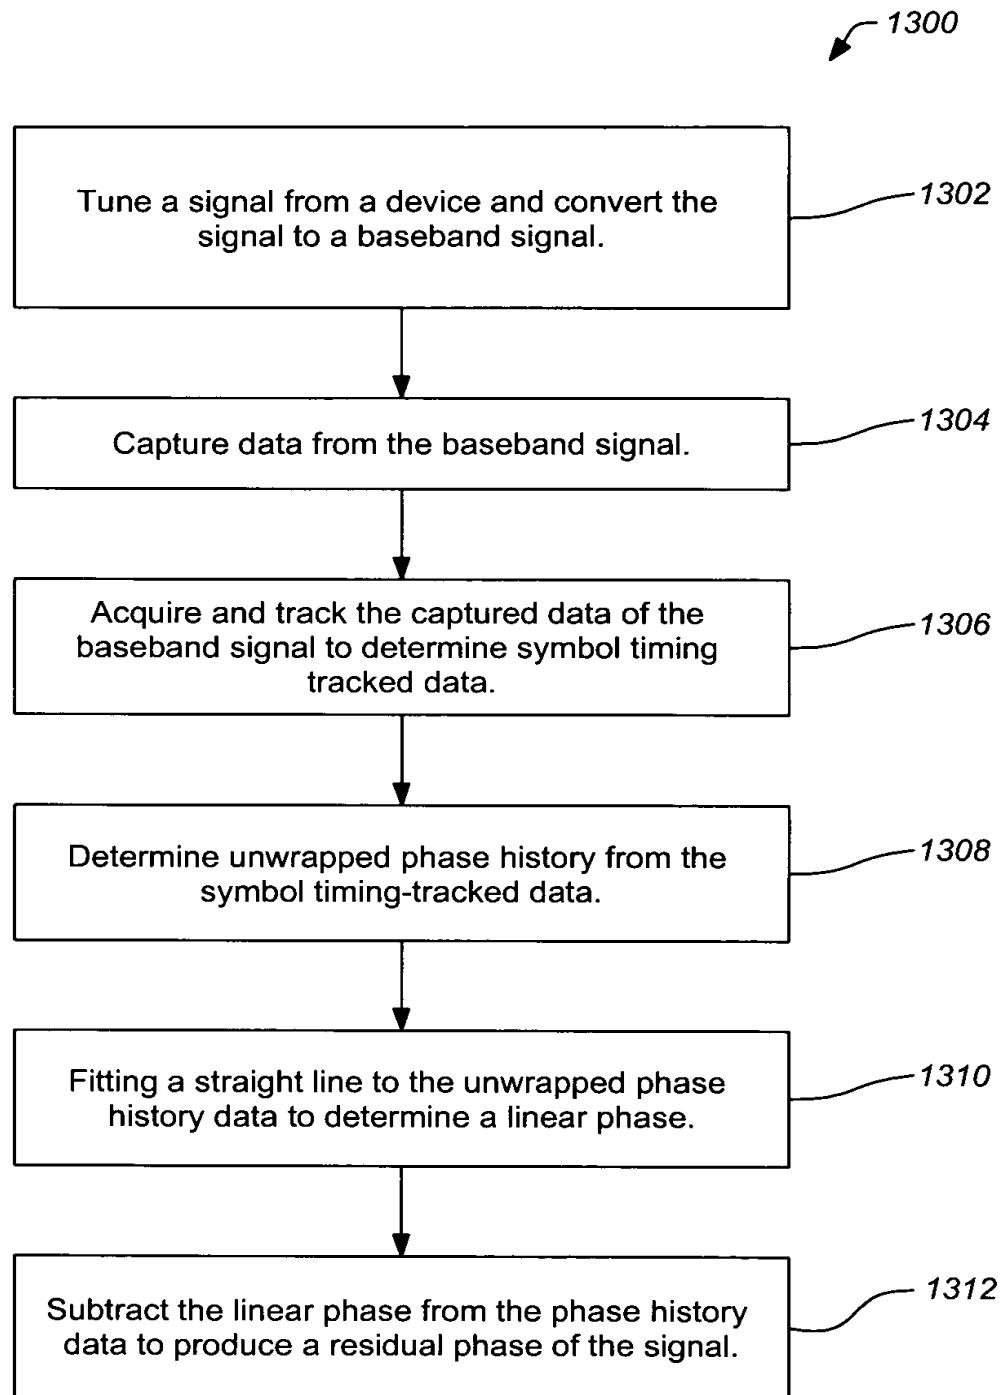 1300
Tune a signal from a device and convert the
signal to a baseband signal.
1302
Capture data from the baseband signal.
1304
Acquire and track the captured data of the
baseband signal to determine symbol timing
tracked data.
1306
Determine unwrapped phase history from the
symbol timing-tracked data.
1308
Fitting a straight line to the unwrapped phase
history data to determine a linear phase.
1310
Subtract the linear phase from the phase history
data to produce a residual phase of the signal.
1312